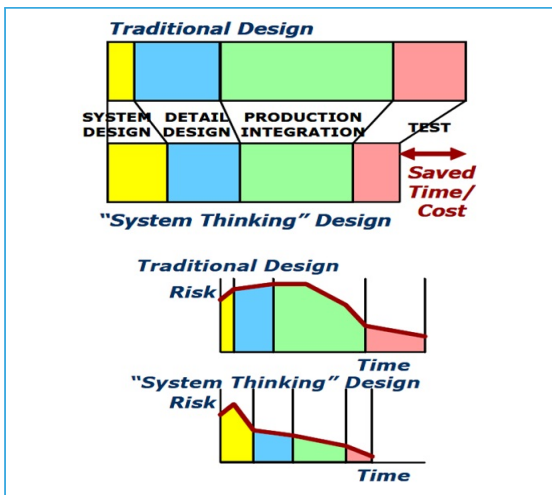 Traditional Design
SYSTEM DESIGN
DETAIL DESIGN
PRODUCTION INTEGRATION
TEST
Saved Time/ Cost
“System Thinking” Design
Traditional Design
Risk
Time
“System Thinking” Design
Risk
Time